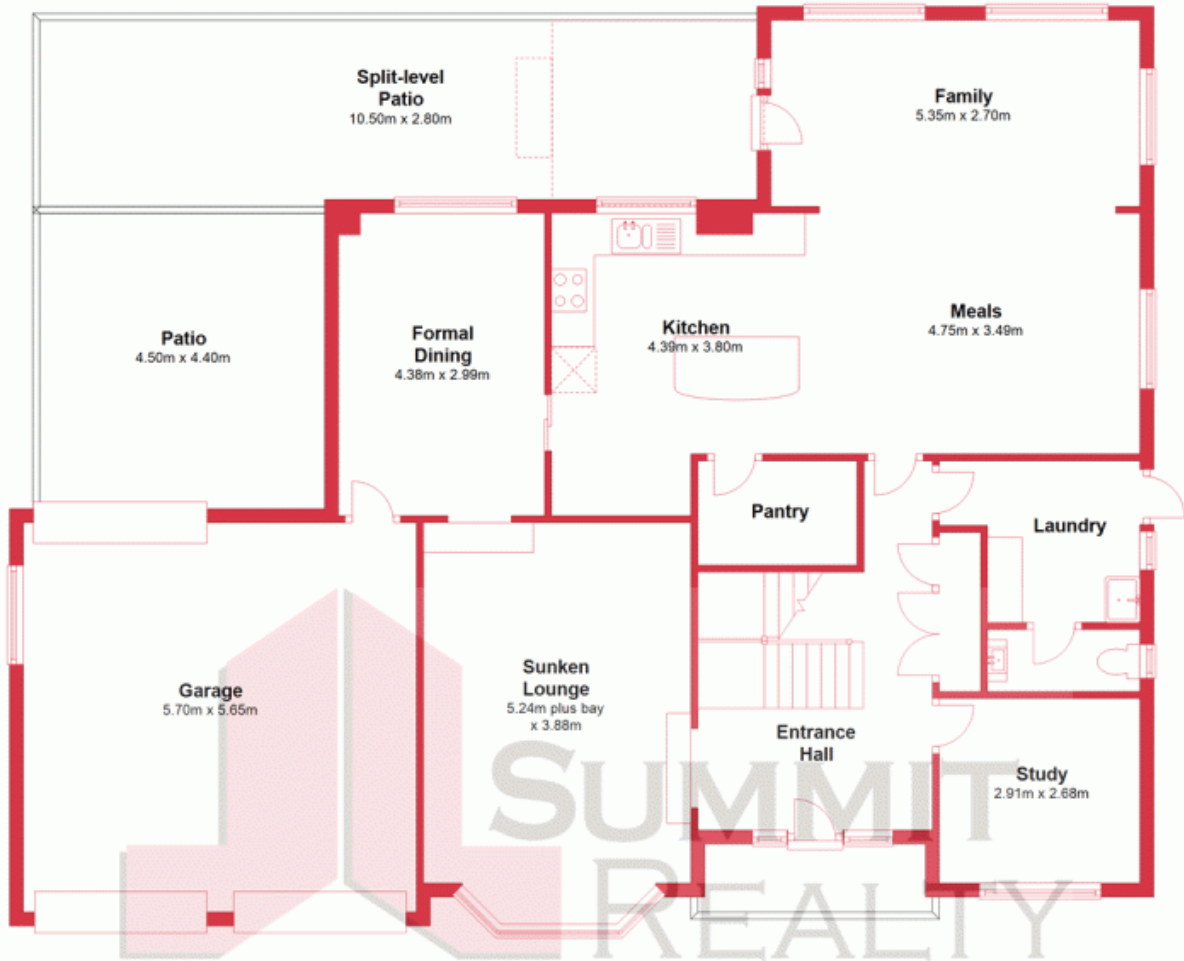 Split-level
Patio
10.50m x 2.80m
Family
5.35m x 2.70m
Patio
4.50m x 4.40m
Formal
Dining
4.38m x 2.99m
Kitchen
4.39m x 3.80m
Meals
4.75m x 3.49m
Pantry
Laundry
Garage
5.70m x 5.65m
Sunken
Lounge
5.24m plus bay
x 3.88m
Entrance
Hall
Study
2.91m x 2.68m
SUMMIT
REALTY